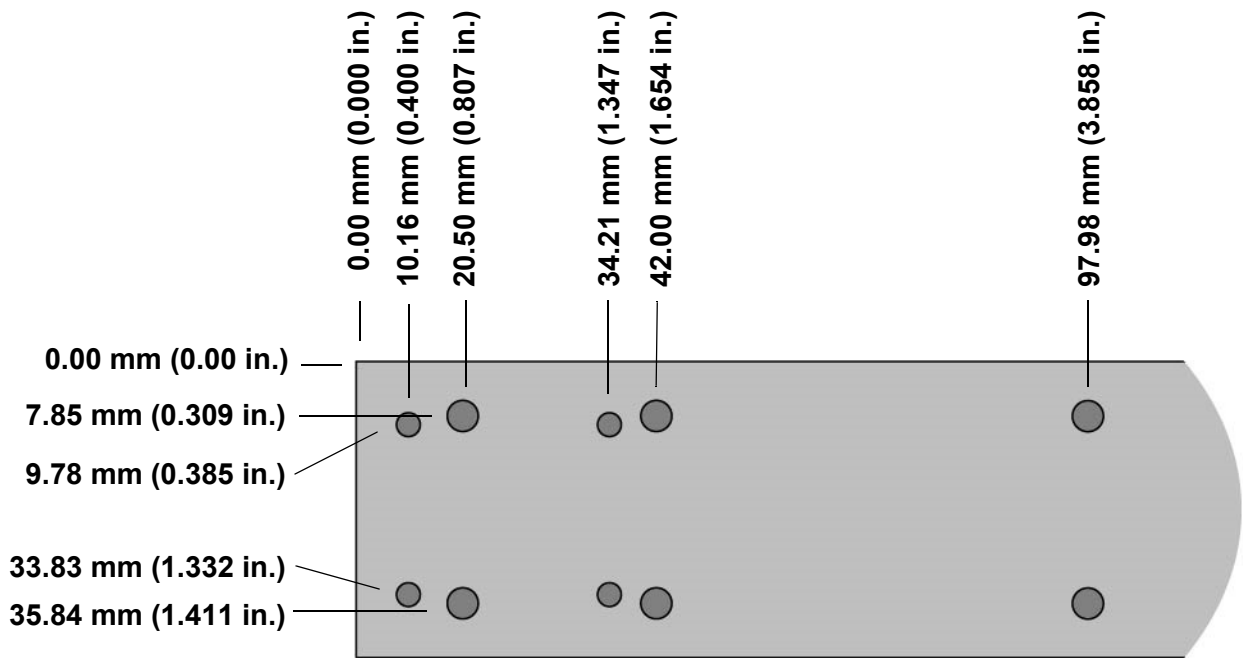 0.00 mm (0.000 in.)
10.16 mm (0.400 in.)
20.50 mm (0.807 in.)
34.21 mm (1.347 in.)
42.00 mm (1.654 in.)
97.98 mm (3.858 in.)
0.00 mm (0.00 in.)
7.85 mm (0.309 in.)
9.78 mm (0.385 in.)
33.83 mm (1.332 in.)
35.84 mm (1.411 in.)